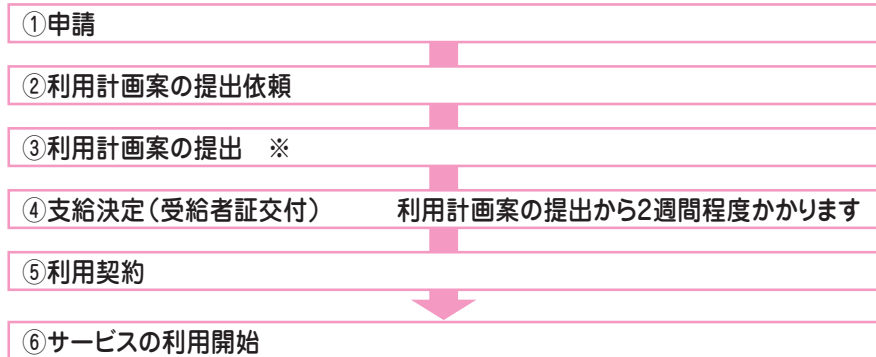 ①申請
②利用計画案の提出依頼
③利用計画案の提出　※
④支給決定（受給者証交付）　　　利用計画案の提出から2週間程度かかります
⑤利用契約
⑥サービスの利用開始